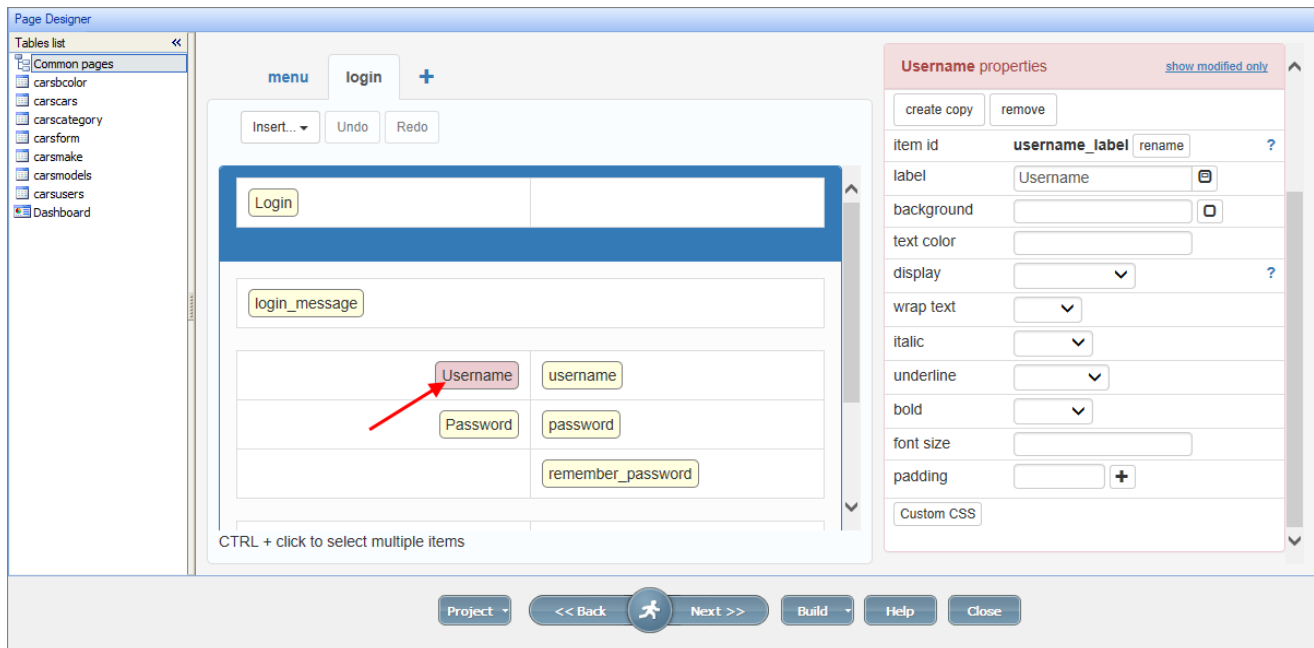 Page Designer
Tables list «
Common pages
carsbcolor
carscars
carscategory
carsform
carsmake
carsmodels
carsusers
Dashboard
menu login +
Insert... Undo Redo
Login
login_message
Username username
Password password
remember_password
CTRL + click to select multiple items
Username properties show modified only
create copy remove
item id username_label rename ?
label Username
background
text color
display ?
wrap text
italic
underline
bold
font size
padding +
Custom CSS
Project << Back Next >> Build Help Close